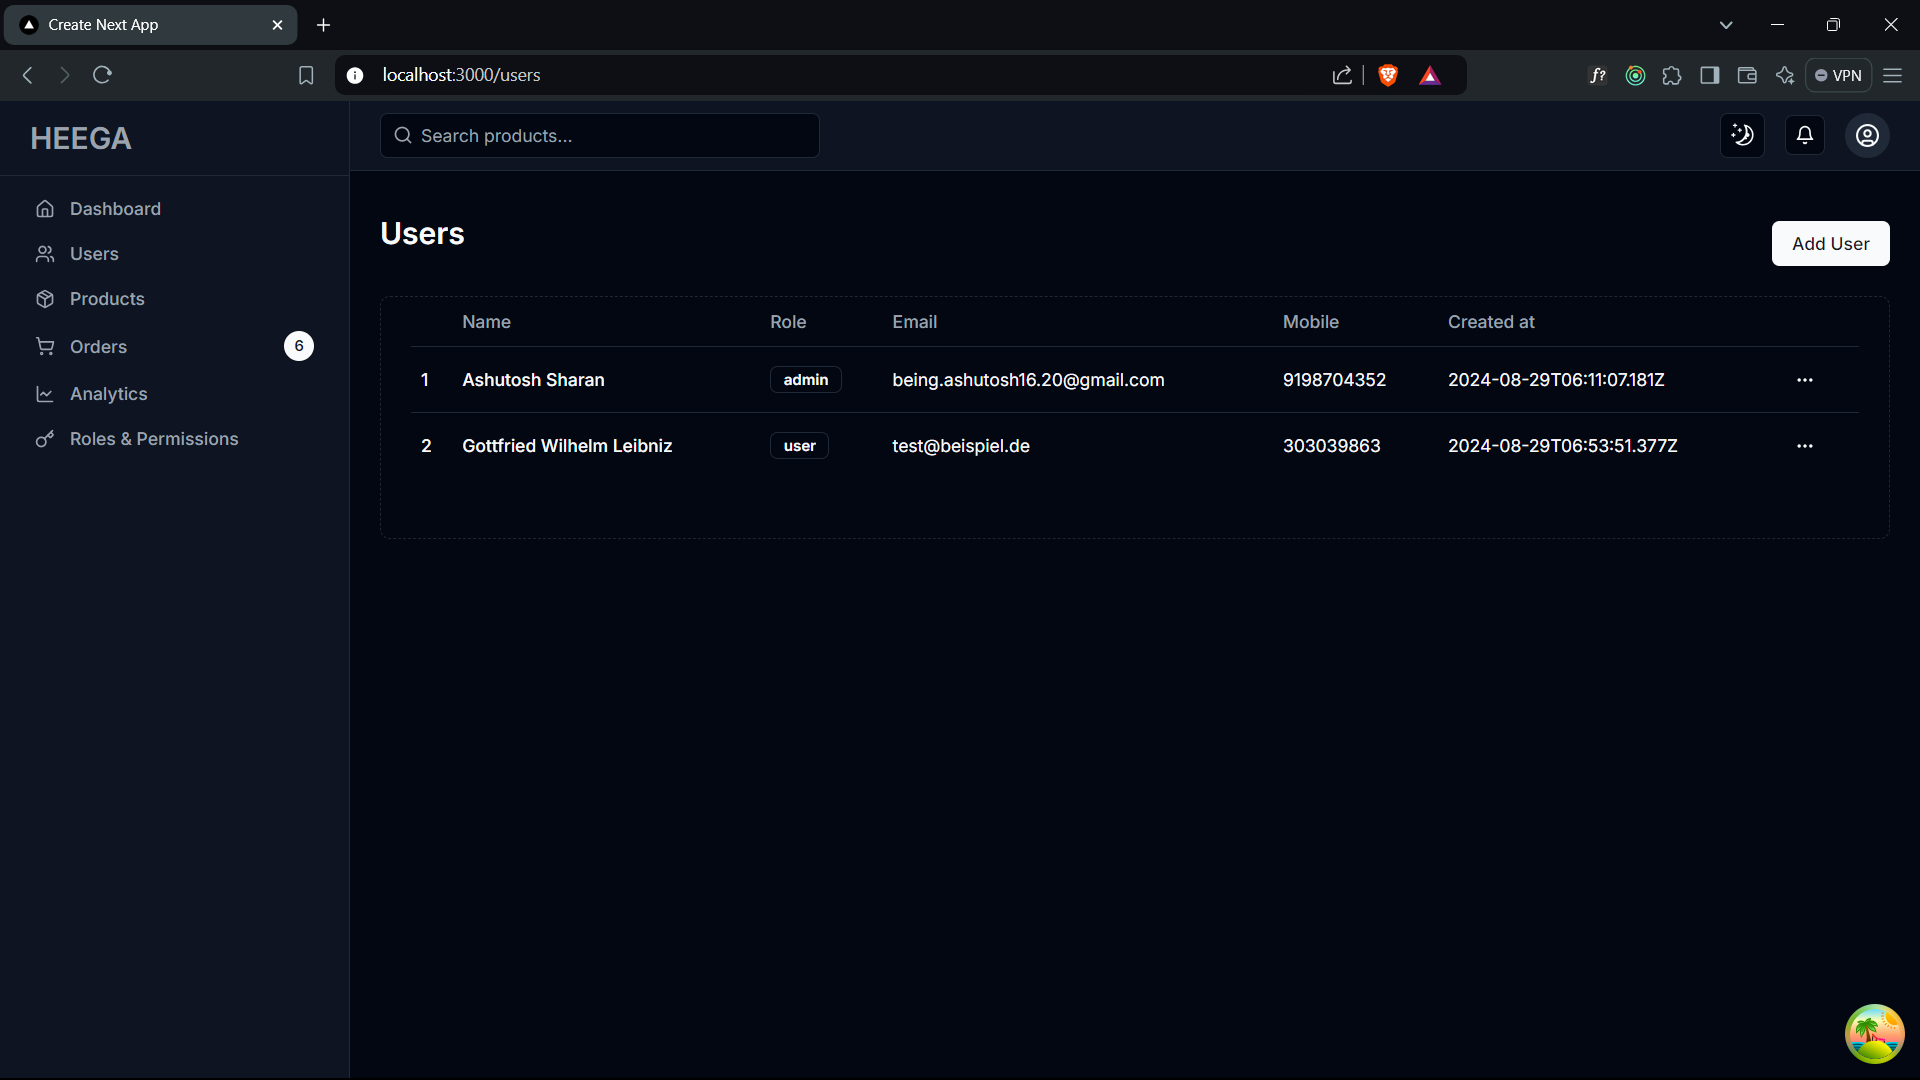 Create Next App
localhost:3000/users
f?
VPN
HEEGA
Search products...
Dashboard
Users
Products
Orders 6
Analytics
Roles & Permissions
Users
Add User
Name Role Email Mobile Created at
1 Ashutosh Sharan admin being.ashutosh16.20@gmail.com 9198704352 2024-08-29T06:11:07.181Z
2 Gottfried Wilhelm Leibniz user test@beispiel.de 303039863 2024-08-29T06:53:51.377Z